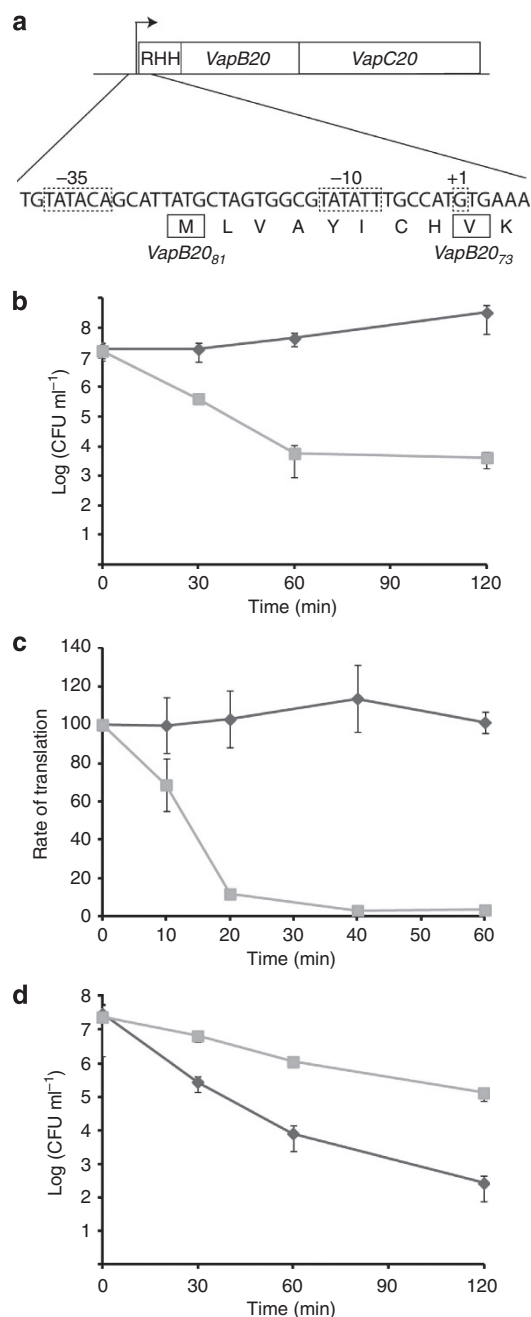 a
RHH VapB20 VapC20
−35 −10 +1
TGTATACAGCATTATGCTAGTGGCGTATATTTGCCATGTGAAA
M L V A Y I C H V K
VapB20₈₁ VapB20₇₃
b
8
7
6
5
4
3
2
1
Log (CFU ml⁻¹)
0 30 60 90 120
Time (min)
c
140
120
100
80
60
40
20
0
Rate of translation
0 10 20 30 40 50 60
Time (min)
d
8
7
6
5
4
3
2
1
Log (CFU ml⁻¹)
0 30 60 90 120
Time (min)